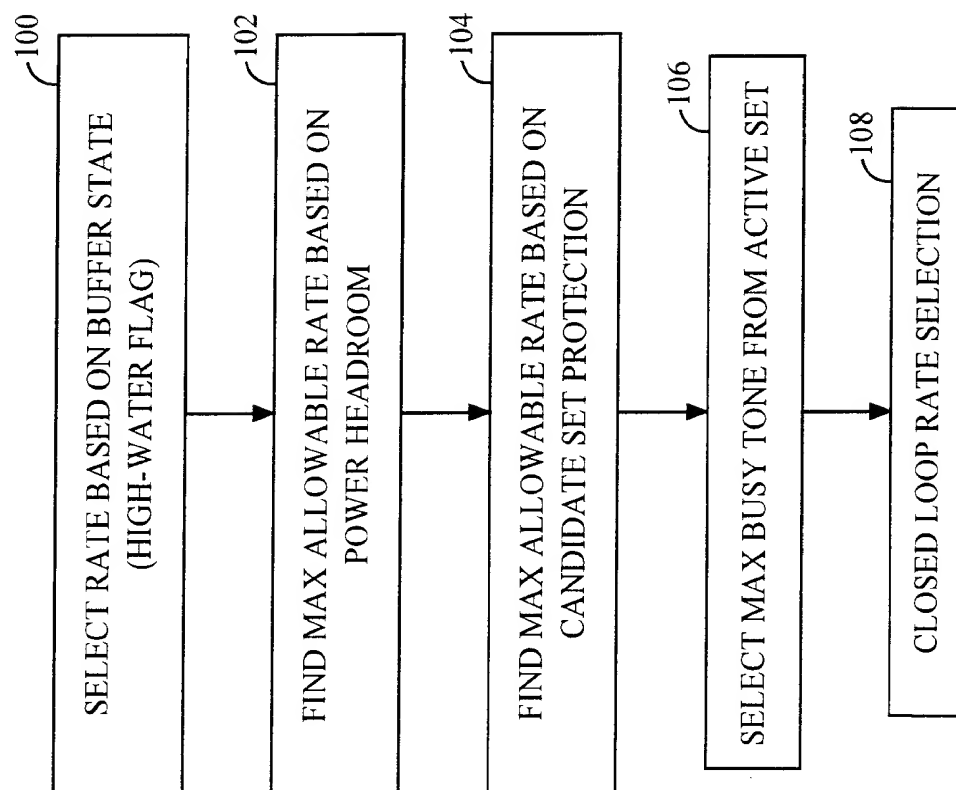 100
SELECT RATE BASED ON BUFFER STATE
(HIGH-WATER FLAG)
102
FIND MAX ALLOWABLE RATE BASED ON
POWER HEADROOM
104
FIND MAX ALLOWABLE RATE BASED ON
CANDIDATE SET PROTECTION
106
SELECT MAX BUSY TONE FROM ACTIVE SET
108
CLOSED LOOP RATE SELECTION